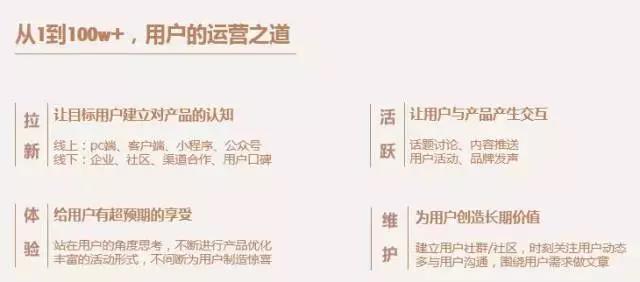 从1到100w+，用户的运营之道
拉新
让目标用户建立对产品的认知
线上：pc端、客户端、小程序、公众号
线下：企业、社区、渠道合作、用户口碑
活跃
让用户与产品产生交互
话题讨论、内容推送
用户活动、品牌发声
体验
给用户有超预期的享受
站在用户的角度思考，不断进行产品优化
丰富的活动形式，不问断为用户制造惊喜
维护
为用户创造长期价值
建立用户社群/社区，时刻关注用户动态
多与用户沟通，围绕用户需求做文章